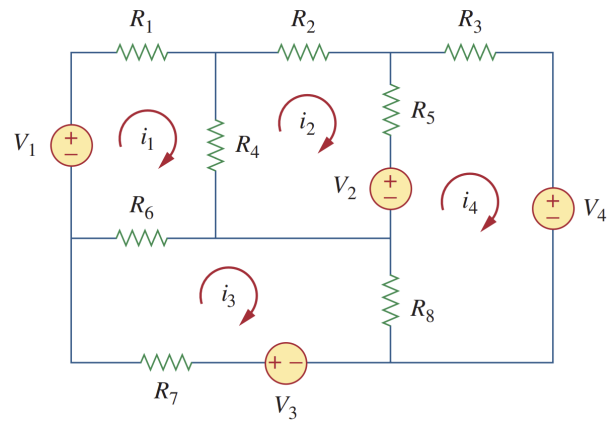 R1 R2 R3
V1 + − i1 R4 i2 R5
V2 + − i4 + − V4
R6
i3 R8
R7 + − V3